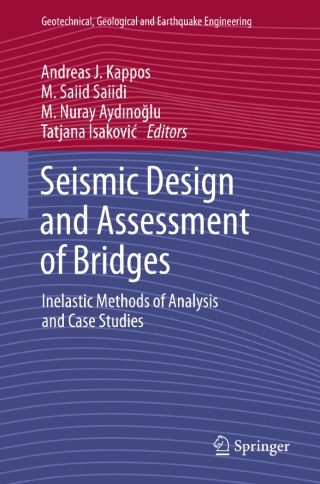 Geotechnical, Geological and Earthquake Engineering
Andreas J. Kappos
M. Saiid Saiidi
M. Nuray Aydınoğlu
Tatjana Isaković Editors
Seismic Design
and Assessment
of Bridges
Inelastic Methods of Analysis
and Case Studies
Springer